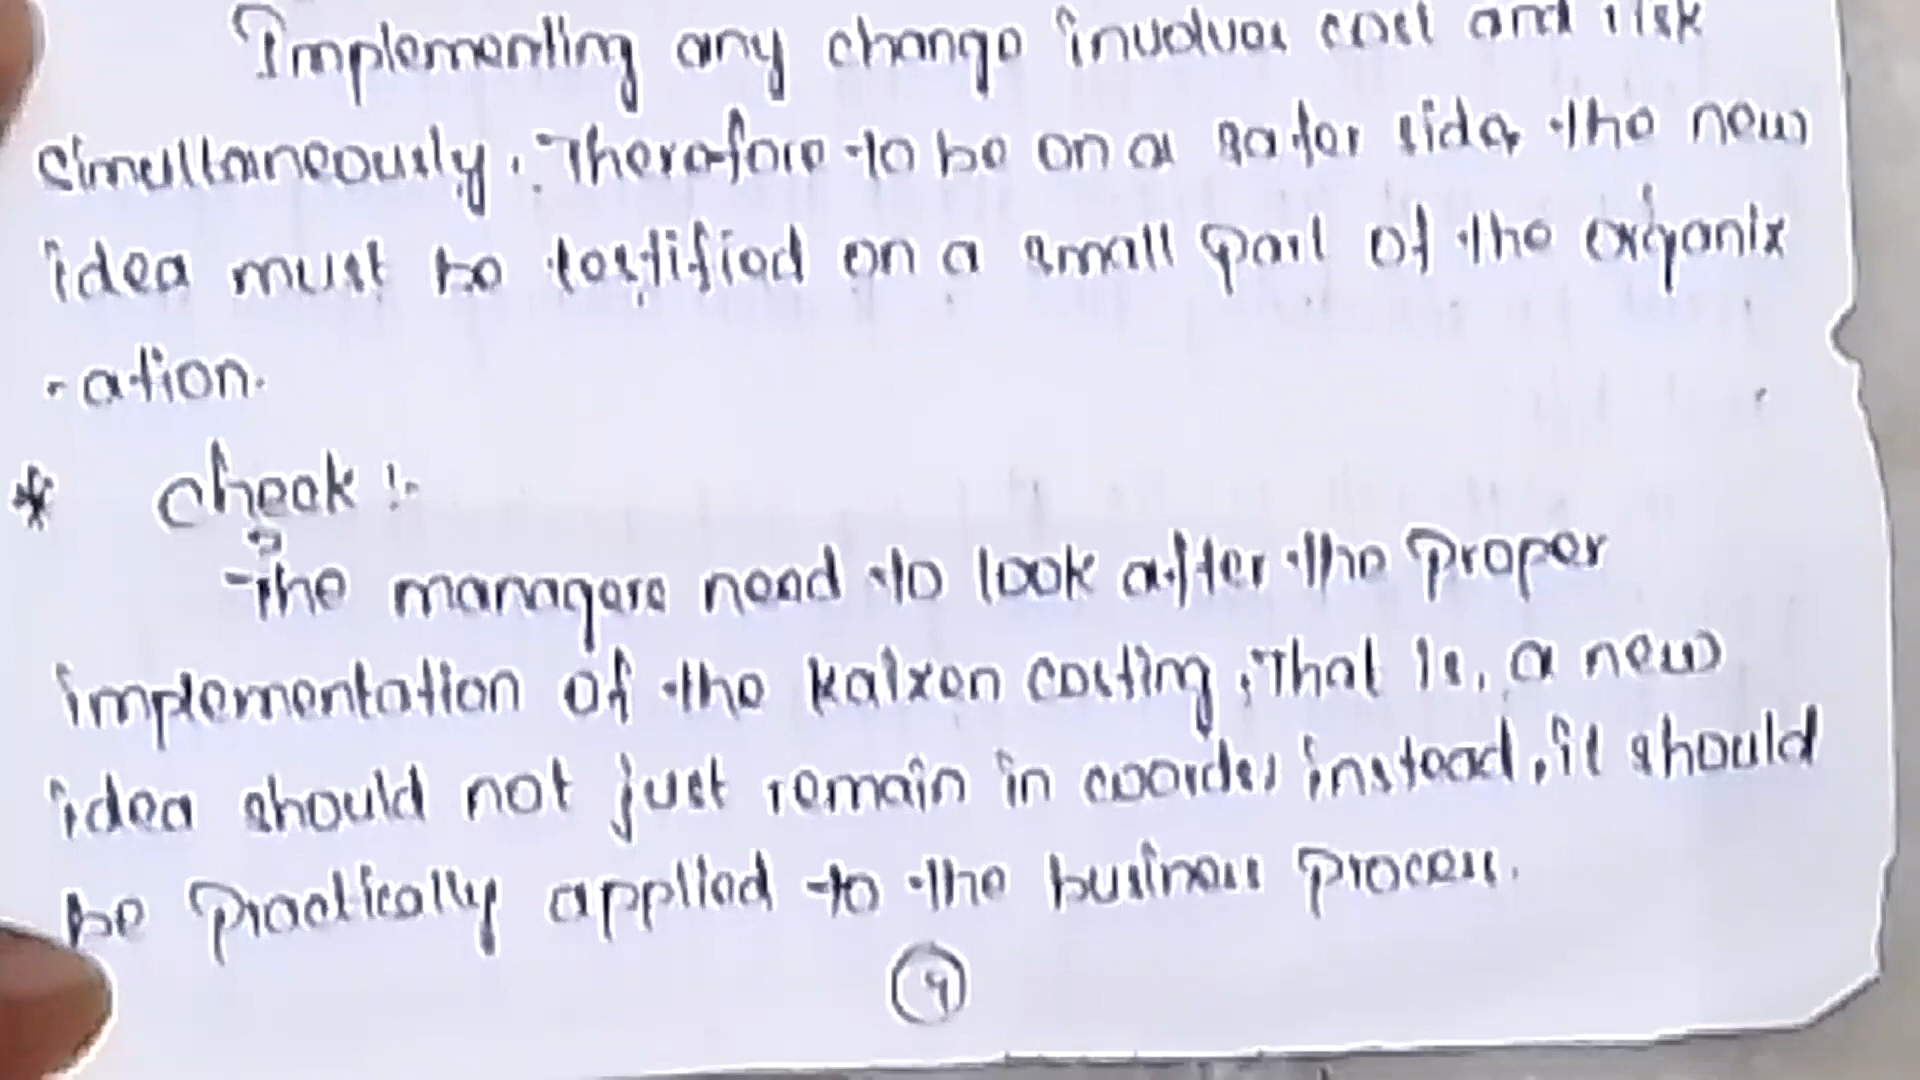 Implementing any change involves cost and risk
simultaneously. Therefore to be on a safer side, the new
idea must be testified on a small part of the organiz
-ation.
* Check :-
The managers need to look after the proper
implementation of the kaizen costing, That is, a new
idea should not just remain in woordes instead, it should
be practically applied to the business process.
9